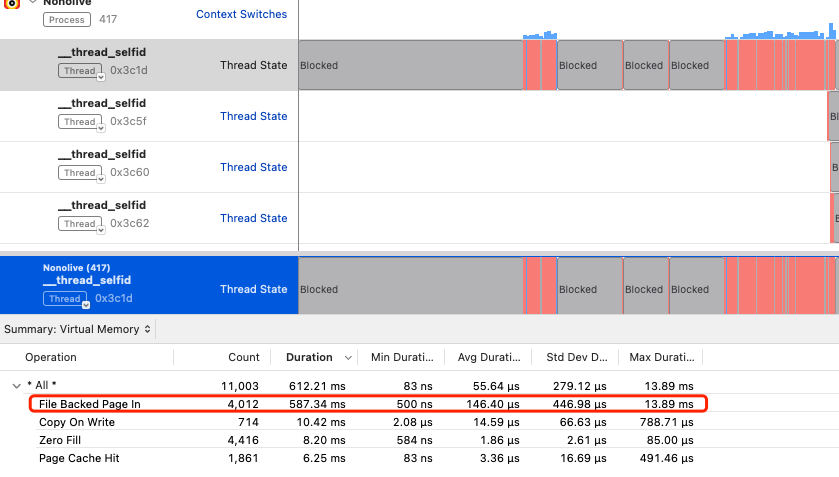 Nonolive
Process 417 Context Switches
__thread_selfid
Thread 0x3c1d Thread State Blocked Blocked Blocked Blocked
__thread_selfid
Thread 0x3c5f Thread State Bl
__thread_selfid
Thread 0x3c60 Thread State B
__thread_selfid
Thread 0x3c62 Thread State B
Nonolive (417)
__thread_selfid
Thread 0x3c1d Thread State Blocked Blocked Blocked Blocked
Summary: Virtual Memory
Operation Count Duration Min Durati... Avg Durati... Std Dev D... Max Durati...
* All * 11,003 612.21 ms 83 ns 55.64 µs 279.12 µs 13.89 ms
File Backed Page In 4,012 587.34 ms 500 ns 146.40 µs 446.98 µs 13.89 ms
Copy On Write 714 10.42 ms 2.08 µs 14.59 µs 66.63 µs 788.71 µs
Zero Fill 4,416 8.20 ms 584 ns 1.86 µs 2.61 µs 85.00 µs
Page Cache Hit 1,861 6.25 ms 83 ns 3.36 µs 16.69 µs 491.46 µs